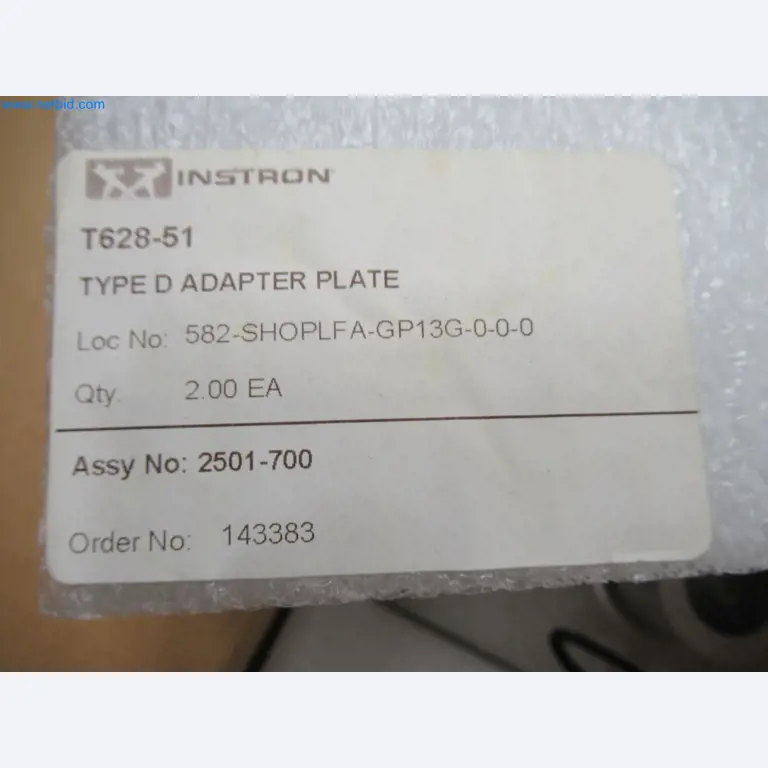 www.netbid.com
INSTRON
T628-51
TYPE D ADAPTER PLATE
Loc No: 582-SHOPLFA-GP13G-0-0-0
Qty. 2.00 EA
Assy No: 2501-700
Order No: 143383